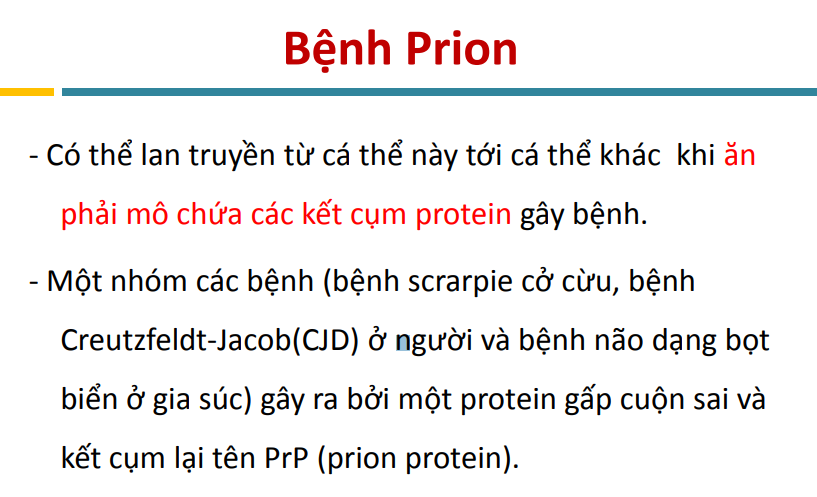 Bệnh Prion
- Có thể lan truyền từ cá thể này tới cá thể khác  khi ăn
phải mô chứa các kết cụm protein gây bệnh.
- Một nhóm các bệnh (bệnh scrarpie cở cừu, bệnh
Creutzfeldt-Jacob(CJD) ở người và bệnh não dạng bọt
biển ở gia súc) gây ra bởi một protein gấp cuộn sai và
kết cụm lại tên PrP (prion protein).